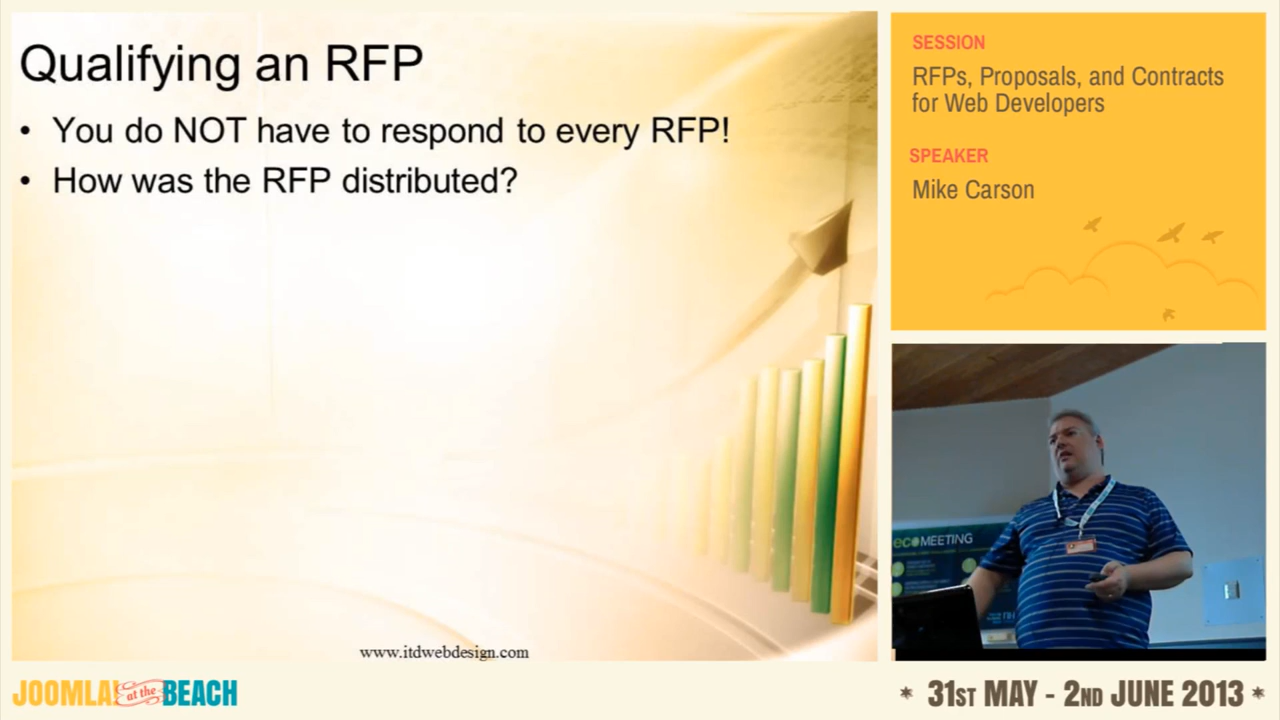 Qualifying an RFP
• You do NOT have to respond to every RFP!
• How was the RFP distributed?
www.itdwebdesign.com
SESSION
RFPs, Proposals, and Contracts
for Web Developers
SPEAKER
Mike Carson
ecoMEETING
JOOMLA! at the BEACH
* 31ST MAY - 2ND JUNE 2013 *